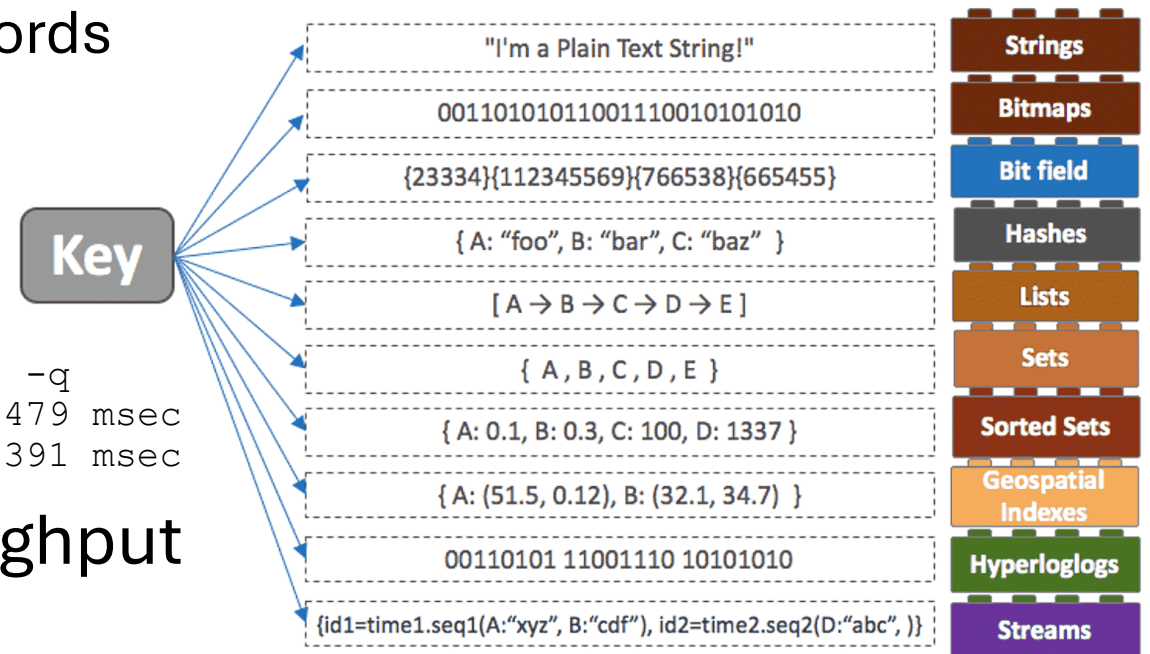 ords
"I'm a Plain Text String!"
Strings
00110101011001110010101010
Bitmaps
{23334}{112345569}{766538}{665455}
Bit field
Key
{ A: “foo”, B: “bar”, C: “baz” }
Hashes
[ A → B → C → D → E ]
Lists
{ A , B , C , D , E }
Sets
-q
479 msec
391 msec
{ A: 0.1, B: 0.3, C: 100, D: 1337 }
Sorted Sets
{ A: (51.5, 0.12), B: (32.1, 34.7) }
Geospatial
Indexes
ghput
00110101 11001110 10101010
Hyperloglogs
{id1=time1.seq1(A:“xyz”, B:“cdf”), id2=time2.seq2(D:“abc”, )}
Streams